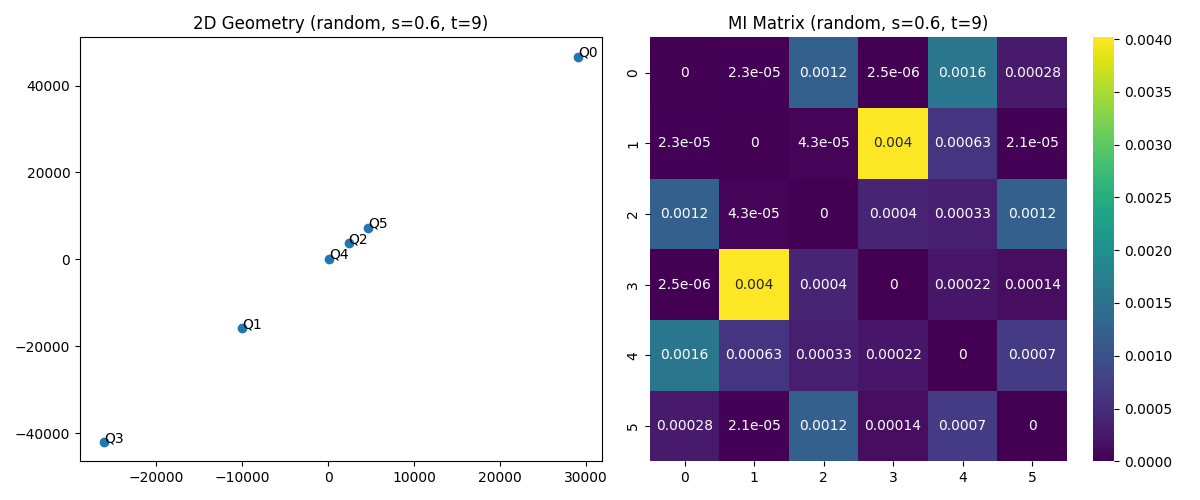 2D Geometry (random, s=0.6, t=9)
40000
20000
0
−20000
−40000
−20000 −10000 0 10000 20000 30000
Q0
Q5
Q2
Q4
Q1
Q3
MI Matrix (random, s=0.6, t=9)
0 0 2.3e-05 0.0012 2.5e-06 0.0016 0.00028
1 2.3e-05 0 4.3e-05 0.004 0.00063 2.1e-05
2 0.0012 4.3e-05 0 0.0004 0.00033 0.0012
3 2.5e-06 0.004 0.0004 0 0.00022 0.00014
4 0.0016 0.00063 0.00033 0.00022 0 0.0007
5 0.00028 2.1e-05 0.0012 0.00014 0.0007 0
0 1 2 3 4 5
0.0040
0.0035
0.0030
0.0025
0.0020
0.0015
0.0010
0.0005
0.0000